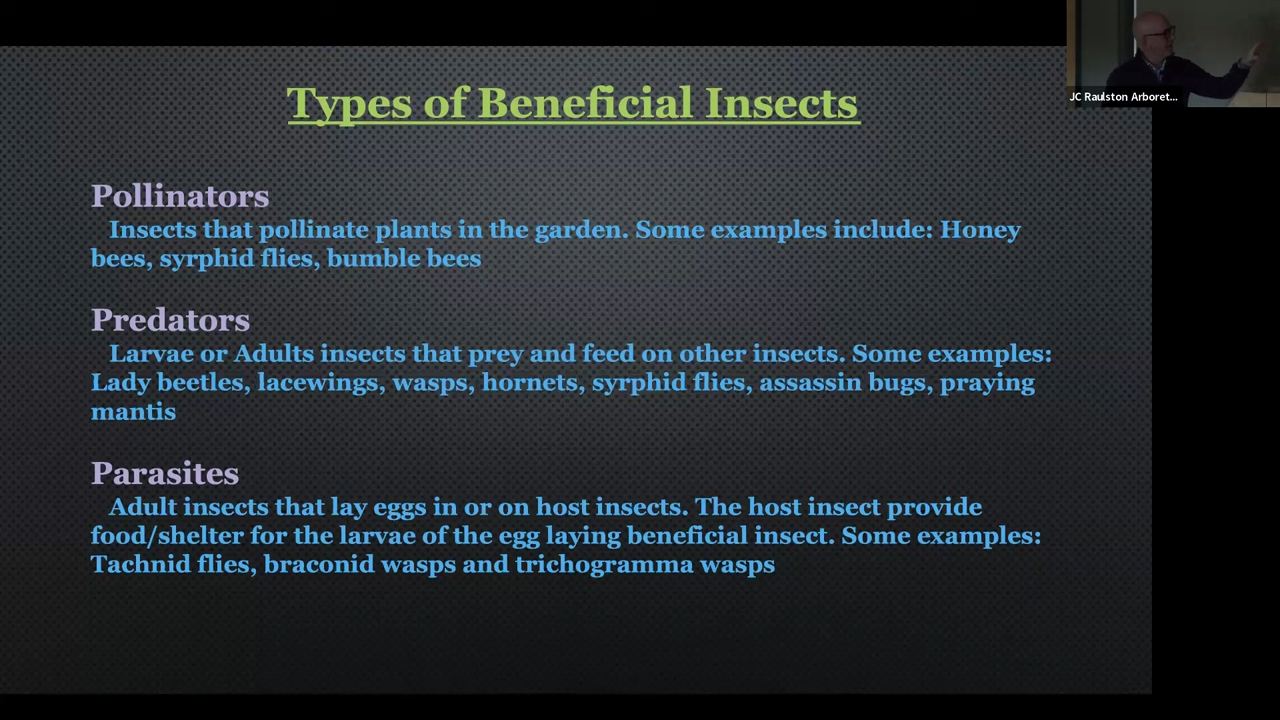 Types of Beneficial Insects
JC Raulston Arboret...
Pollinators
Insects that pollinate plants in the garden. Some examples include: Honey
bees, syrphid flies, bumble bees
Predators
Larvae or Adults insects that prey and feed on other insects. Some examples:
Lady beetles, lacewings, wasps, hornets, syrphid flies, assassin bugs, praying
mantis
Parasites
Adult insects that lay eggs in or on host insects. The host insect provide
food/shelter for the larvae of the egg laying beneficial insect. Some examples:
Tachnid flies, braconid wasps and trichogramma wasps